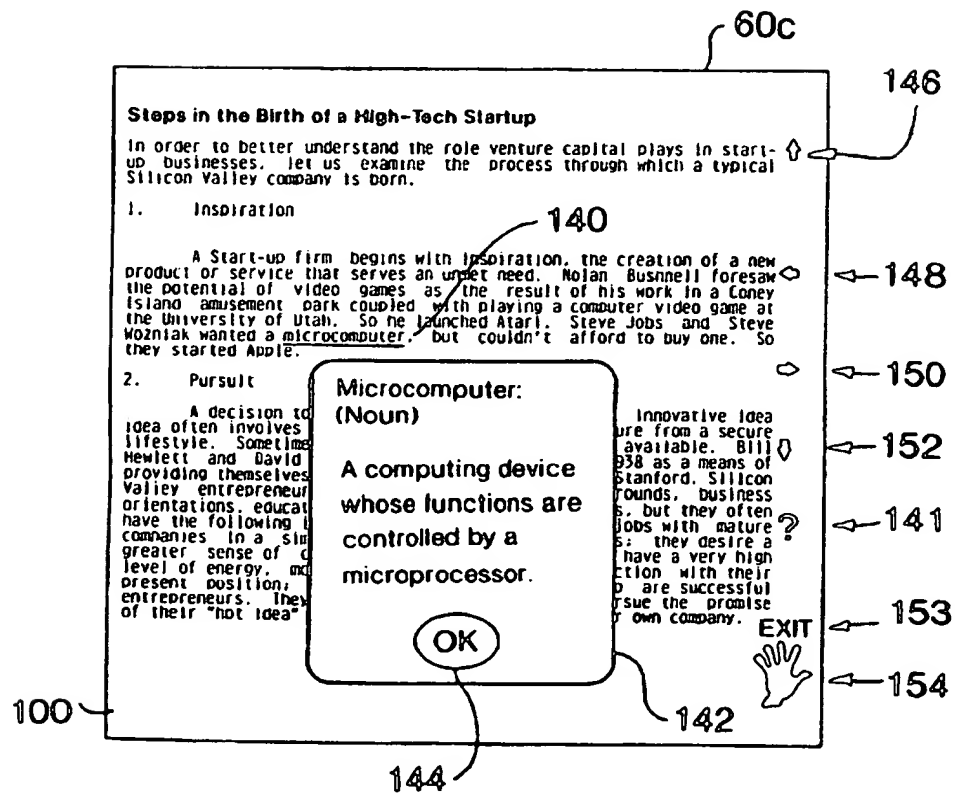 60c
146
Steps in the Birth of a High-Tech Startup
In order to better understand the role venture capital plays in start-
up businesses, let us examine the process through which a typical
Silicon Valley company is born.
1. Inspiration
140
A Start-up firm begins with inspiration, the creation of a new
product or service that serves an unmet need. Nolan Bushnell foresaw
148
the potential of video games as the result of his work in a Coney
Island amusement park coupled with playing a computer video game at
the University of Utah. So he launched Atari. Steve Jobs and Steve
Wozniak wanted a microcomputer, but couldn't afford to buy one. So
they started Apple.
150
2. Pursuit
A decision to innovative idea
idea often involves ure from a secure
lifestyle. Sometime available. Bill
152
Hewlett and David 938 as a means of
providing themselves Stanford. Silicon
Valley entrepreneur rounds, business
orientations, educat s, but they often
have the following i jobs with mature ?
141
companies in a sim s; they desire a
greater sense of c have a very high
level of energy, mo ction with their
present position; o are successful
entrepreneurs. They rsue the promise
of their "hot idea" r own company.
Microcomputer:
(Noun)
A computing device
whose functions are
controlled by a
microprocessor.
OK
EXIT
153
154
100
142
144